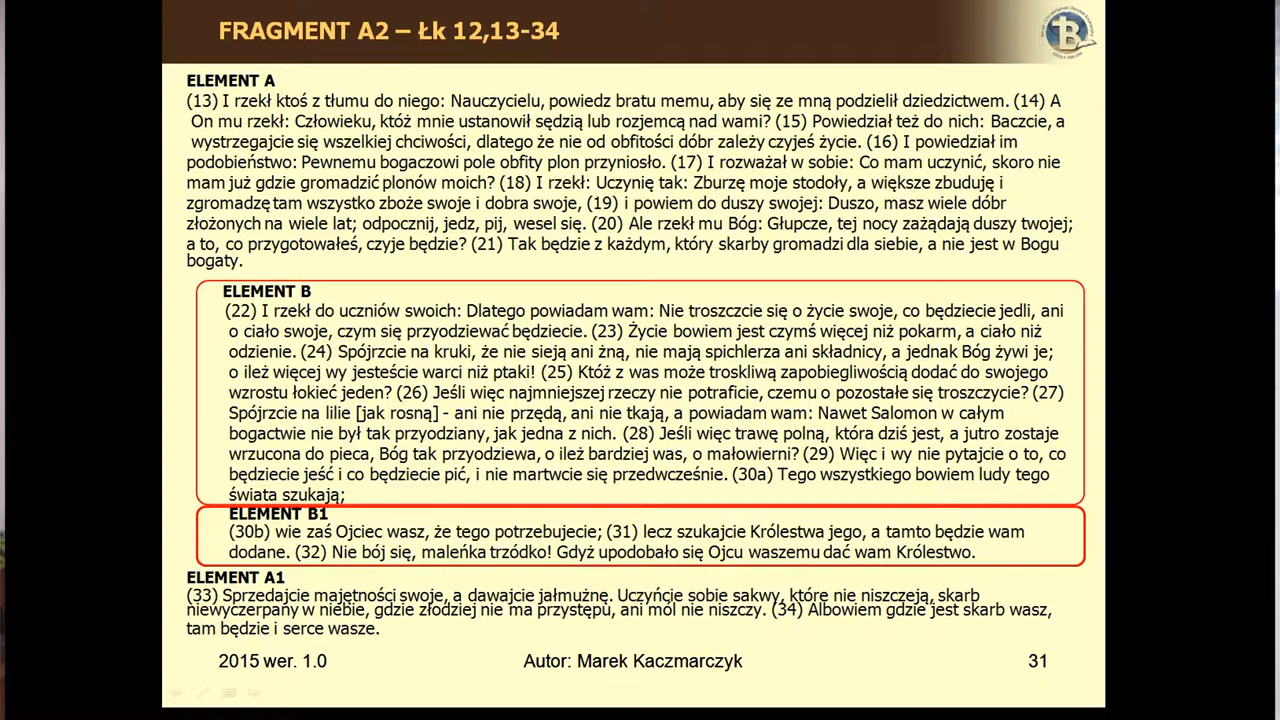 FRAGMENT A2 – Łk 12,13-34
ELEMENT A
(13) I rzekł ktoś z tłumu do niego: Nauczycielu, powiedz bratu memu, aby się ze mną podzielił dziedzictwem. (14) A
On mu rzekł: Człowieku, któż mnie ustanowił sędzią lub rozjemcą nad wami? (15) Powiedział też do nich: Baczcie, a
wystrzegajcie się wszelkiej chciwości, dlatego że nie od obfitości dóbr zależy czyjeś życie. (16) I powiedział im
podobieństwo: Pewnemu bogaczowi pole obfity plon przyniosło. (17) I rozważał w sobie: Co mam uczynić, skoro nie
mam już gdzie gromadzić plonów moich? (18) I rzekł: Uczynię tak: Zburzę moje stodoły, a większe zbuduję i
zgromadzę tam wszystko zboże swoje i dobra swoje, (19) i powiem do duszy swojej: Duszo, masz wiele dóbr
złożonych na wiele lat; odpocznij, jedz, pij, wesel się. (20) Ale rzekł mu Bóg: Głupcze, tej nocy zażądają duszy twojej;
a to, co przygotowałeś, czyje będzie? (21) Tak będzie z każdym, który skarby gromadzi dla siebie, a nie jest w Bogu
bogaty.
ELEMENT B
(22) I rzekł do uczniów swoich: Dlatego powiadam wam: Nie troszczcie się o życie swoje, co będziecie jedli, ani
o ciało swoje, czym się przyodziewać będziecie. (23) Życie bowiem jest czymś więcej niż pokarm, a ciało niż
odzienie. (24) Spójrzcie na kruki, że nie sieją ani żną, nie mają spichlerza ani składnicy, a jednak Bóg żywi je;
o ileż więcej wy jesteście warci niż ptaki! (25) Któż z was może troskliwą zapobiegliwością dodać do swojego
wzrostu łokieć jeden? (26) Jeśli więc najmniejszej rzeczy nie potraficie, czemu o pozostałe się troszczycie? (27)
Spójrzcie na lilie [jak rosną] - ani nie przędą, ani nie tkają, a powiadam wam: Nawet Salomon w całym
bogactwie nie był tak przyodziany, jak jedna z nich. (28) Jeśli więc trawę polną, która dziś jest, a jutro zostaje
wrzucona do pieca, Bóg tak przyodziewa, o ileż bardziej was, o małowierni? (29) Więc i wy nie pytajcie o to, co
będziecie jeść i co będziecie pić, i nie martwcie się przedwcześnie. (30a) Tego wszystkiego bowiem ludy tego
świata szukają;
ELEMENT B1
(30b) wie zaś Ojciec wasz, że tego potrzebujecie; (31) lecz szukajcie Królestwa jego, a tamto będzie wam
dodane. (32) Nie bój się, maleńka trzódko! Gdyż upodobało się Ojcu waszemu dać wam Królestwo.
ELEMENT A1
(33) Sprzedajcie majętności swoje, a dawajcie jałmużnę. Uczyńcie sobie sakwy, które nie niszczeją, skarb
niewyczerpany w niebie, gdzie złodziej nie ma przystępu, ani mól nie niszczy. (34) Albowiem gdzie jest skarb wasz,
tam będzie i serce wasze.
2015 wer. 1.0
Autor: Marek Kaczmarczyk
31